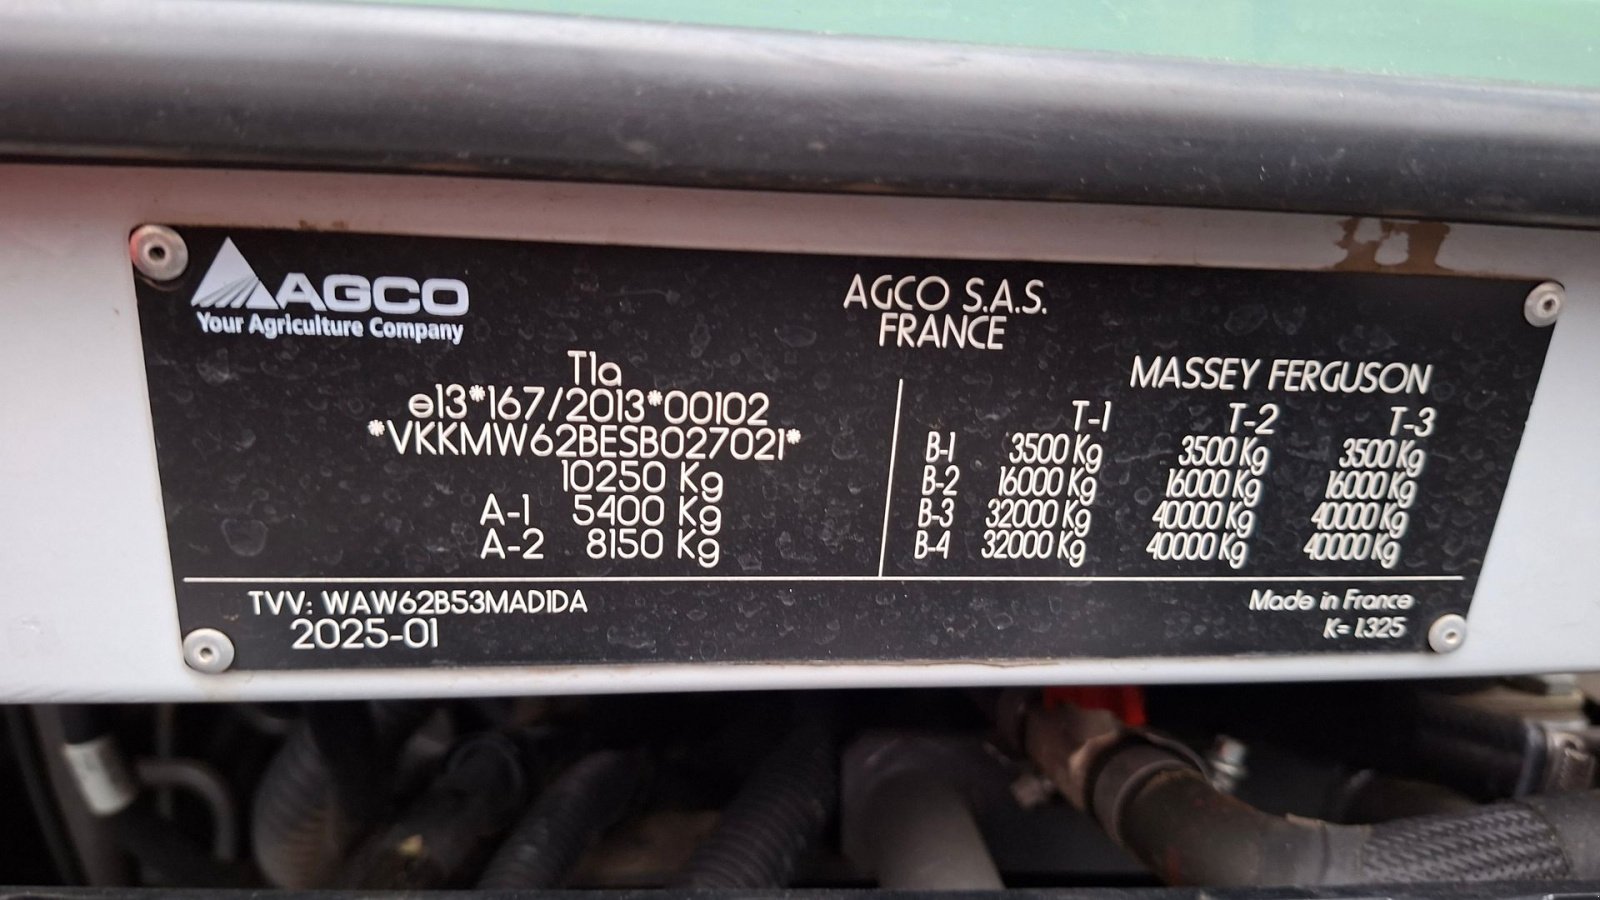 AGCO
Your Agriculture Company
AGCO S.A.S.
FRANCE
T1a
e13*167/2013*00102
*VKKMW62BESB027021*
10250 Kg
A-1 5400 Kg
A-2 8150 Kg
MASSEY FERGUSON
T-1 T-2 T-3
B-1 3500 Kg 3500 Kg 3500 Kg
B-2 16000 Kg 16000 Kg 16000 Kg
B-3 32000 Kg 40000 Kg 40000 Kg
B-4 32000 Kg 40000 Kg 40000 Kg
TVV: WAW62B53MAD1DA
2025-01
Made in France
K= 1.325